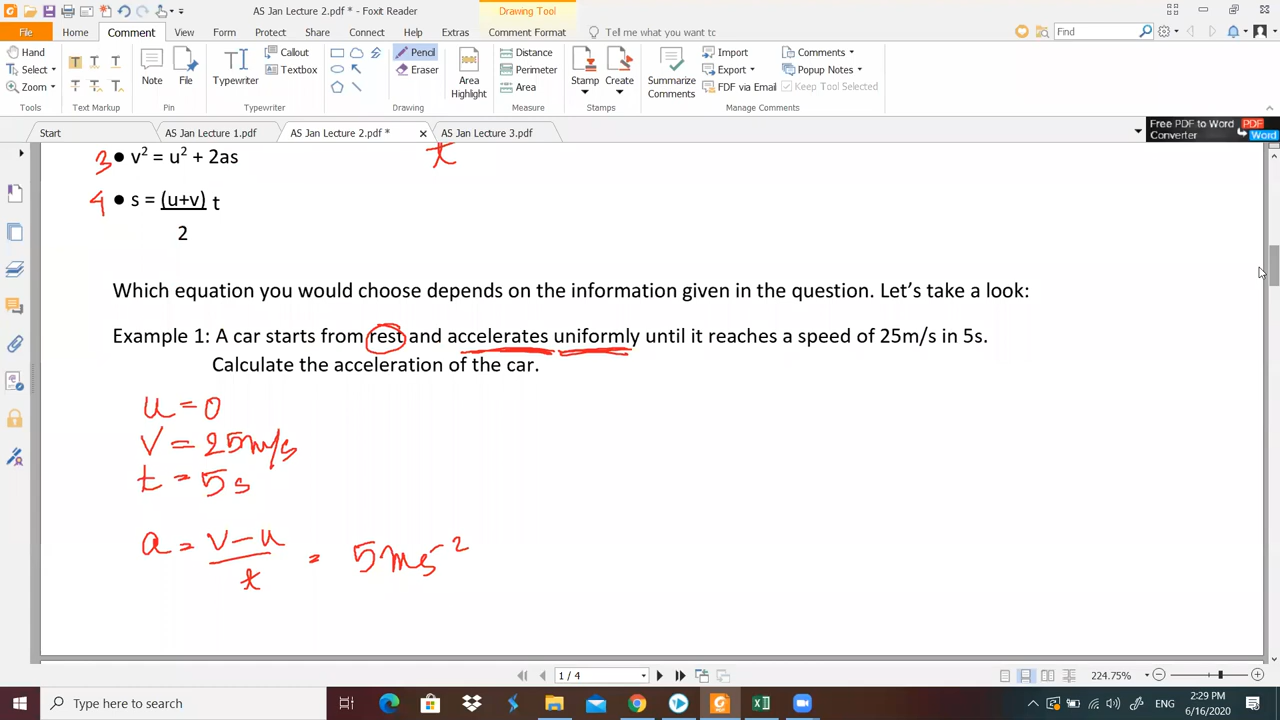 AS Jan Lecture 2.pdf * - Foxit Reader
Drawing Tool
File Home Comment View Form Protect Share Connect Help Extras Comment Format Tell me what you want tc Find
Hand
Select
Zoom
Tools
T T T
T T T
Text Markup
Note
File
Pin
Typewriter
Callout
Textbox
Typewriter
Pencil
Eraser
Drawing
Area
Highlight
Distance
Perimeter
Area
Measure
Stamp
Create
Stamps
Summarize
Comments
Import
Export
FDF via Email
Comments
Popup Notes
Keep Tool Selected
Manage Comments
Start
AS Jan Lecture 1.pdf
AS Jan Lecture 2.pdf *
AS Jan Lecture 3.pdf
Free PDF to Word
Converter
PDF
Word
3 ● v² = u² + 2as
t
4 ● s = (u+v) t
2
Which equation you would choose depends on the information given in the question. Let's take a look:
Example 1: A car starts from rest and accelerates uniformly until it reaches a speed of 25m/s in 5s.
Calculate the acceleration of the car.
u = 0
v = 25m/s
t = 5s
a = v-u = 5ms⁻²
t
1 / 4
224.75%
Type here to search
ENG
2:29 PM
6/16/2020